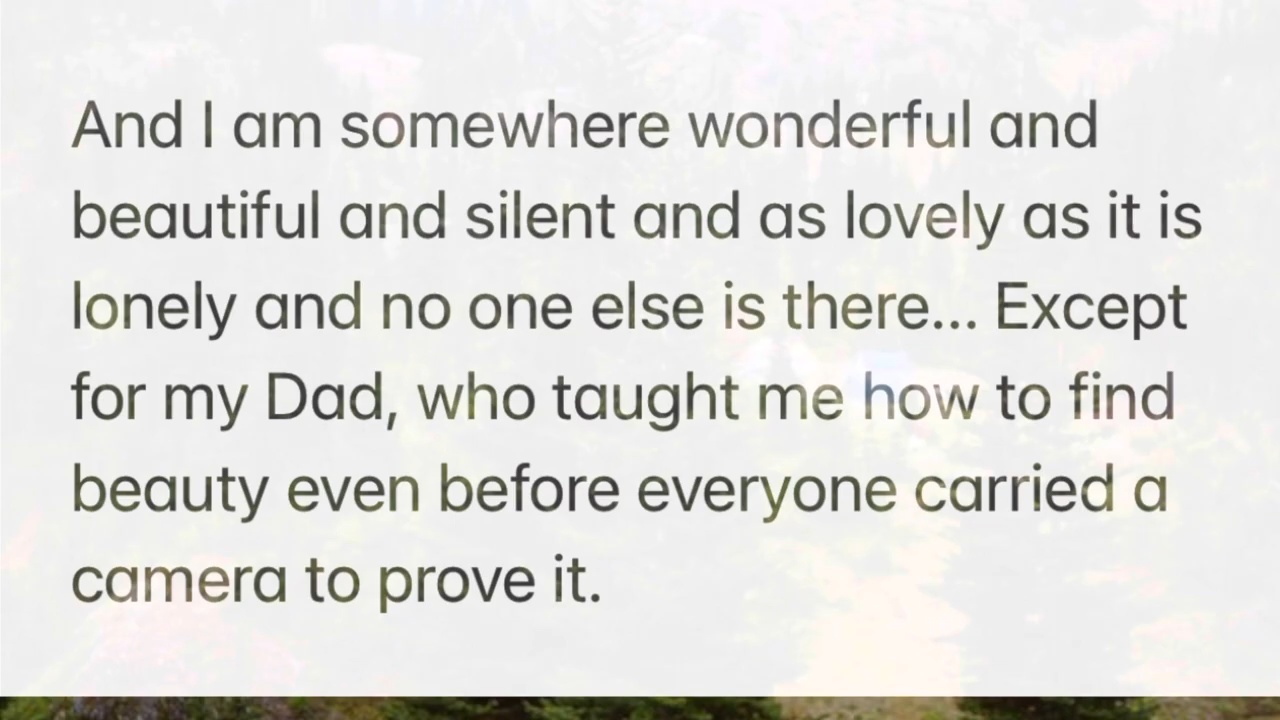 And I am somewhere wonderful and
beautiful and silent and as lovely as it is
lonely and no one else is there... Except
for my Dad, who taught me how to find
beauty even before everyone carried a
camera to prove it.